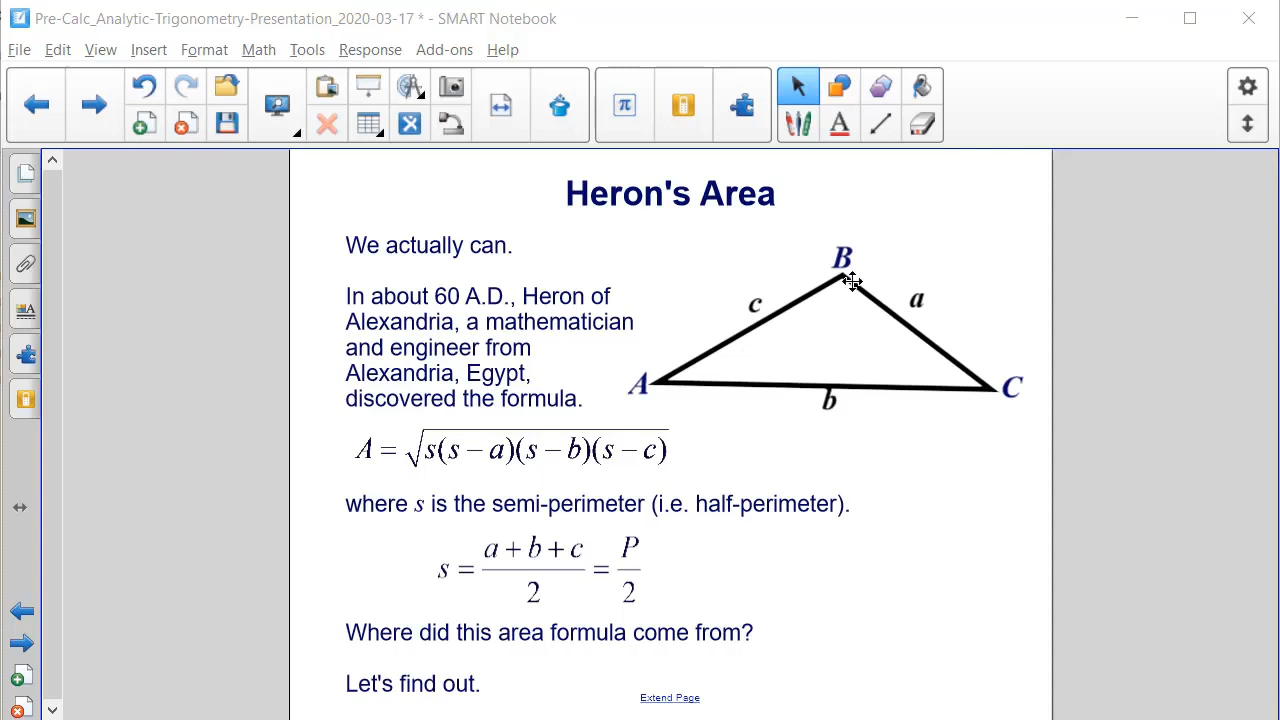 Pre-Calc_Analytic-Trigonometry-Presentation_2020-03-17 * - SMART Notebook
File Edit View Insert Format Math Tools Response Add-ons Help
π
A
Heron's Area
We actually can.
In about 60 A.D., Heron of
Alexandria, a mathematician
and engineer from
Alexandria, Egypt,
discovered the formula.
B
c
a
A
C
b
A = √s(s − a)(s − b)(s − c)
where s is the semi-perimeter (i.e. half-perimeter).
s = (a + b + c)/2 = P/2
Where did this area formula come from?
Let's find out.
Extend Page